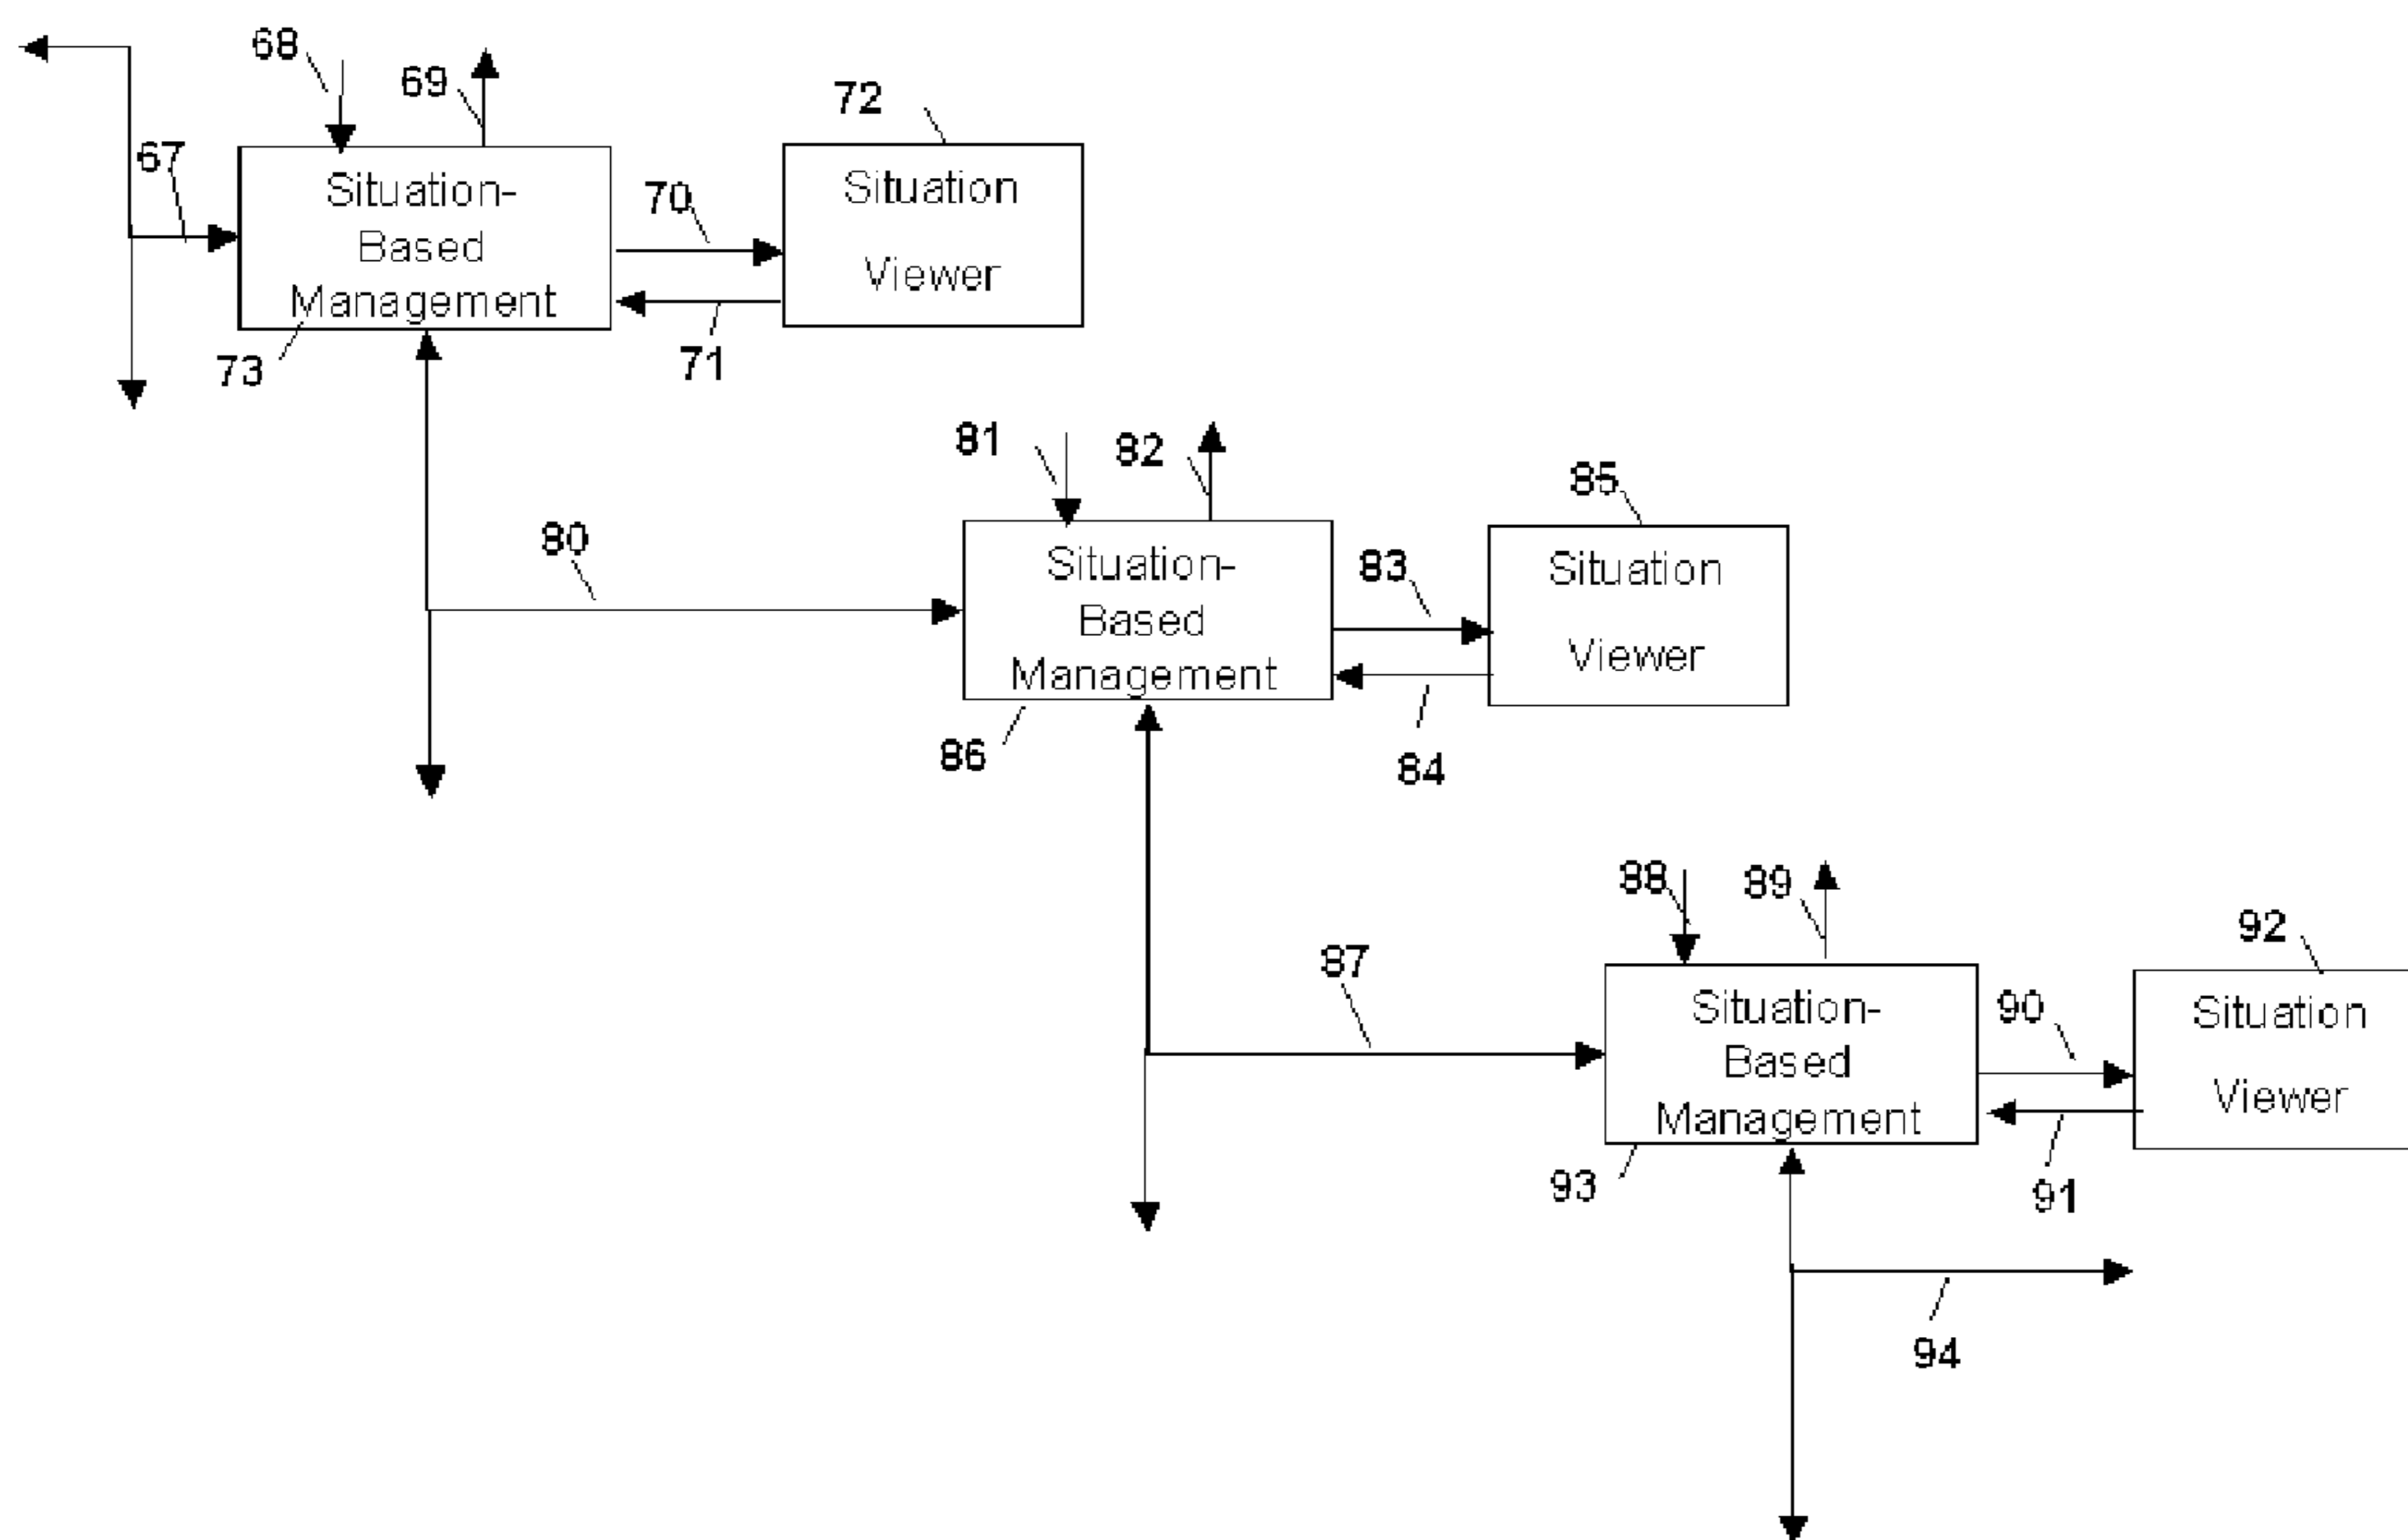 68
69
72
67
Situation-
Based
Management
70
Situation
Viewer
73
71
81
82
85
80
Situation-
Based
Management
83
Situation
Viewer
86
84
88
89
92
87
Situation-
Based
Management
90
Situation
Viewer
93
91
94